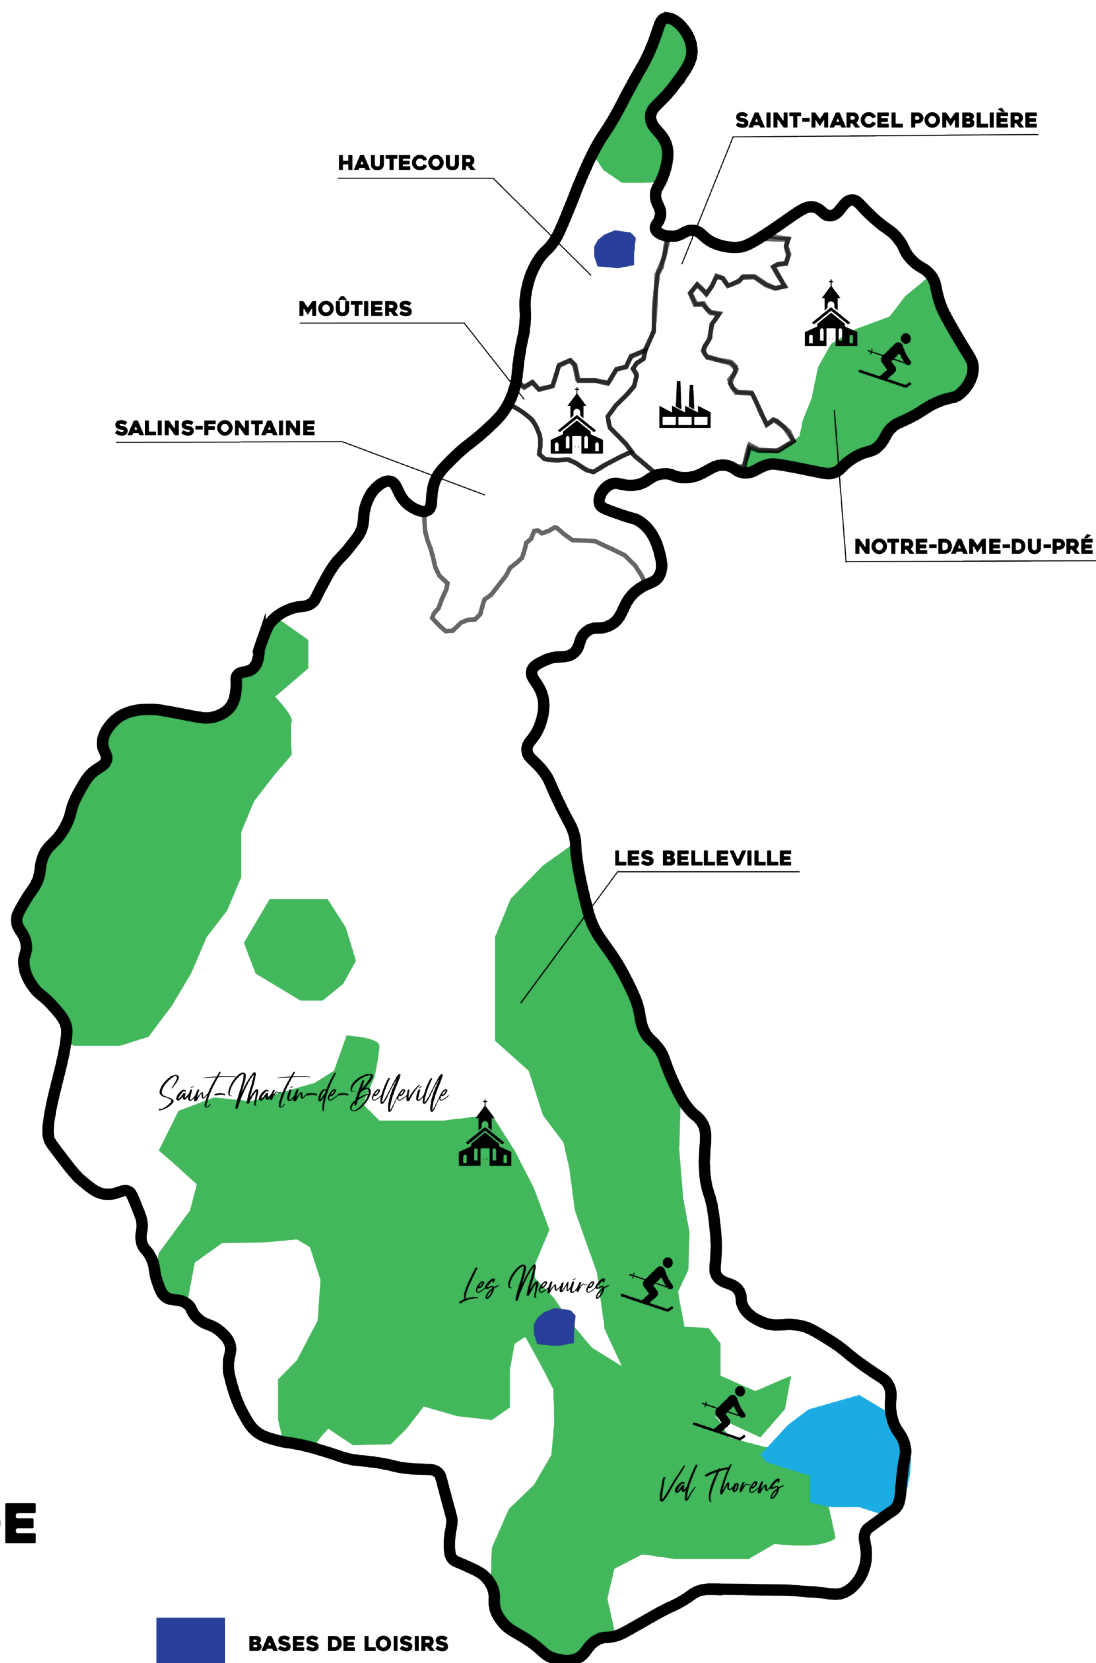 SAINT-MARCEL POMBLIÈRE
HAUTECOUR
MOÛTIERS
SALINS-FONTAINE
NOTRE-DAME-DU-PRÉ
LES BELLEVILLE
Saint-Martin-de-Belleville
Les Menuires
Val Thorens
BASES DE LOISIRS